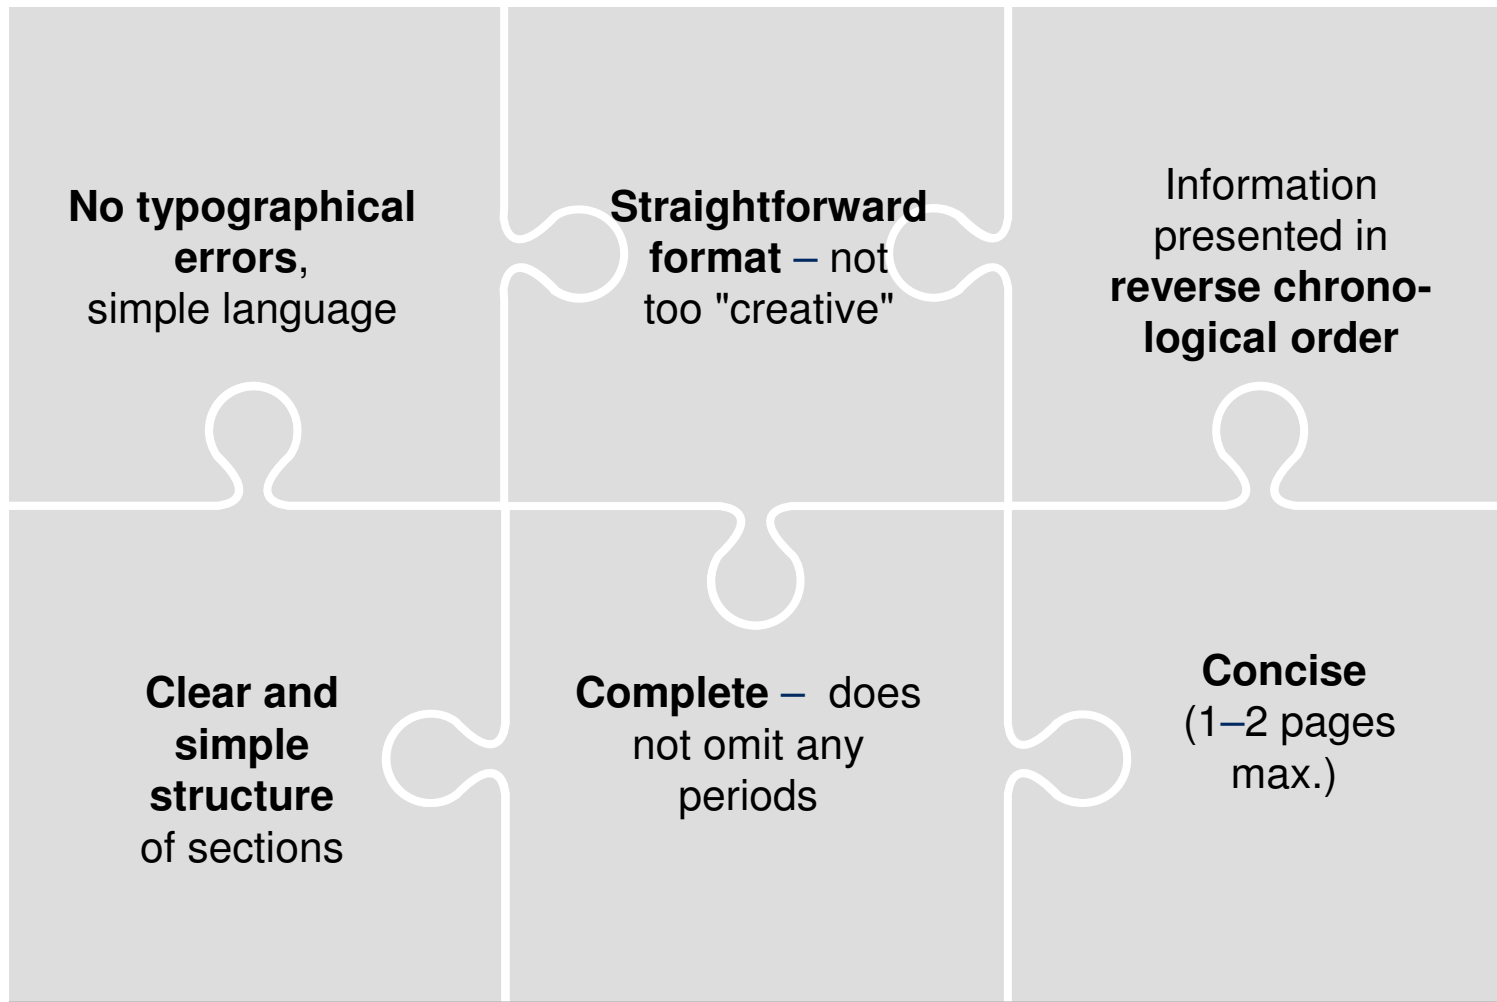 No typographical
errors,
simple language
Straightforward
format – not
too "creative"
Information
presented in
reverse chrono-
logical order
Clear and
simple
structure
of sections
Complete – does
not omit any
periods
Concise
(1–2 pages
max.)